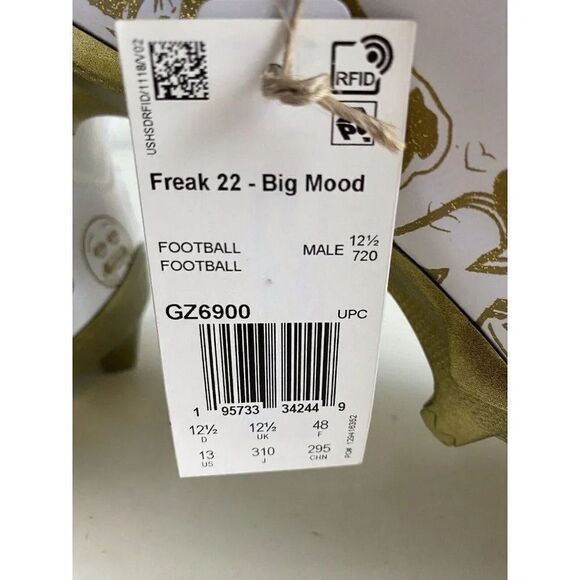 USHSDRFID/1118/V02
RFID
Freak 22 - Big Mood
FOOTBALL MALE 12½
FOOTBALL 720
GZ6900 UPC
1 95733 34244 9
12½ 12½ 48
D UK F
13 310 295
US J CHN